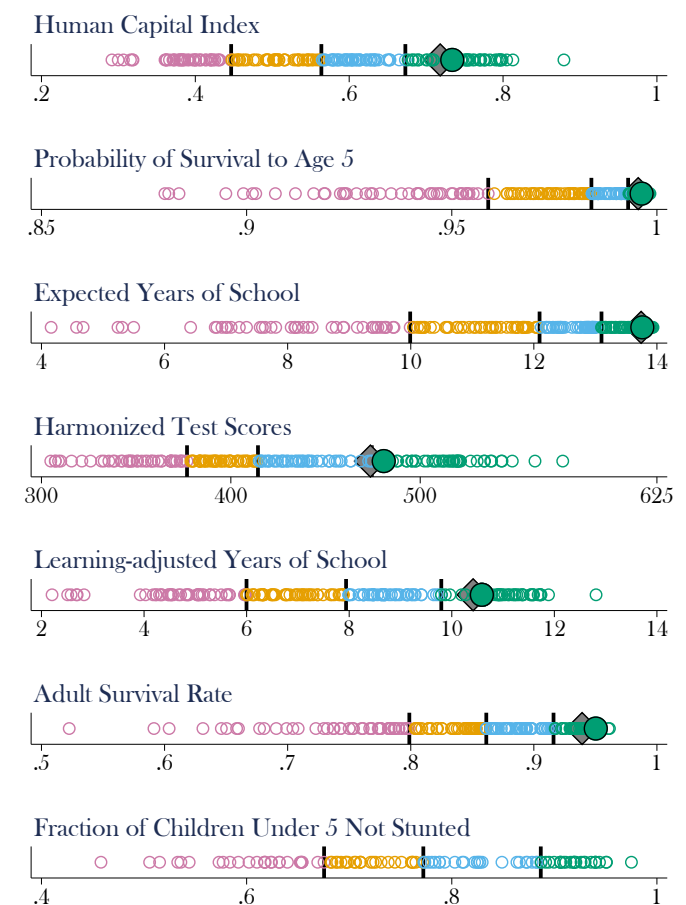 Human Capital Index
.2 .4 .6 .8 1
Probability of Survival to Age 5
.85 .9 .95 1
Expected Years of School
4 6 8 10 12 14
Harmonized Test Scores
300 400 500 625
Learning-adjusted Years of School
2 4 6 8 10 12 14
Adult Survival Rate
.5 .6 .7 .8 .9 1
Fraction of Children Under 5 Not Stunted
.4 .6 .8 1